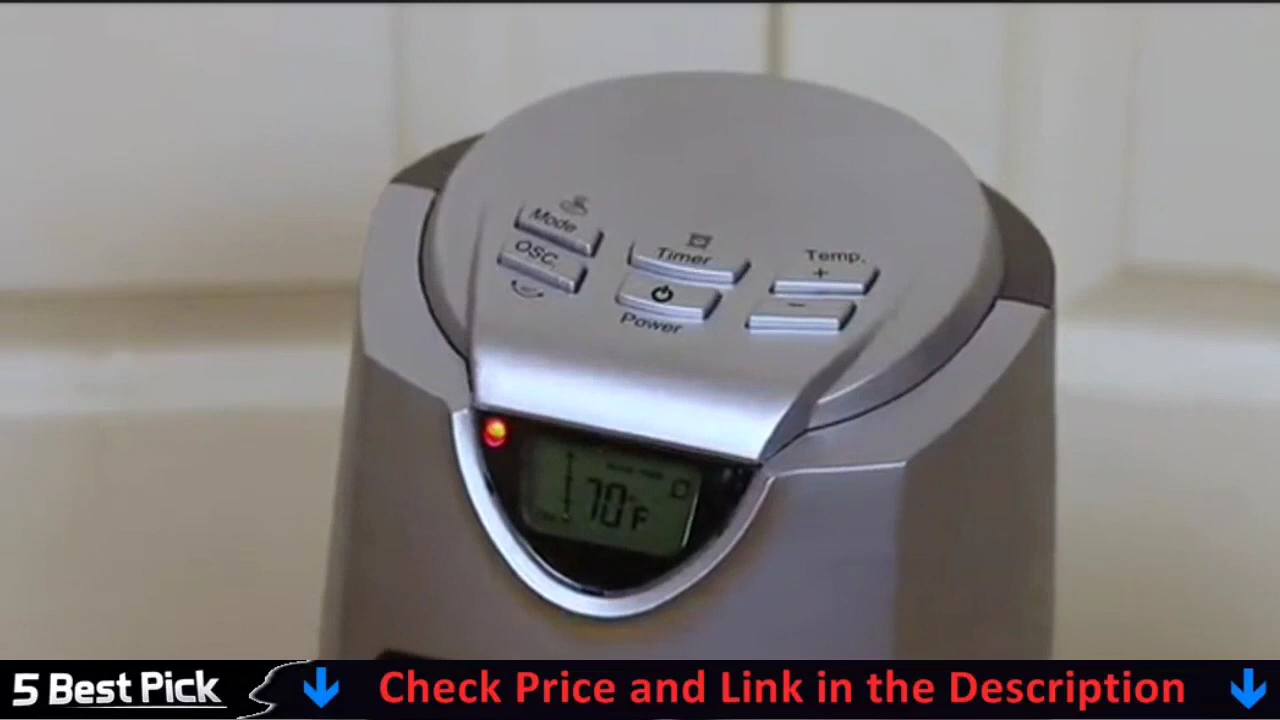 Mode
OSC.
Timer
Power
Temp.
+
−
70°F
5 Best Pick
Check Price and Link in the Description